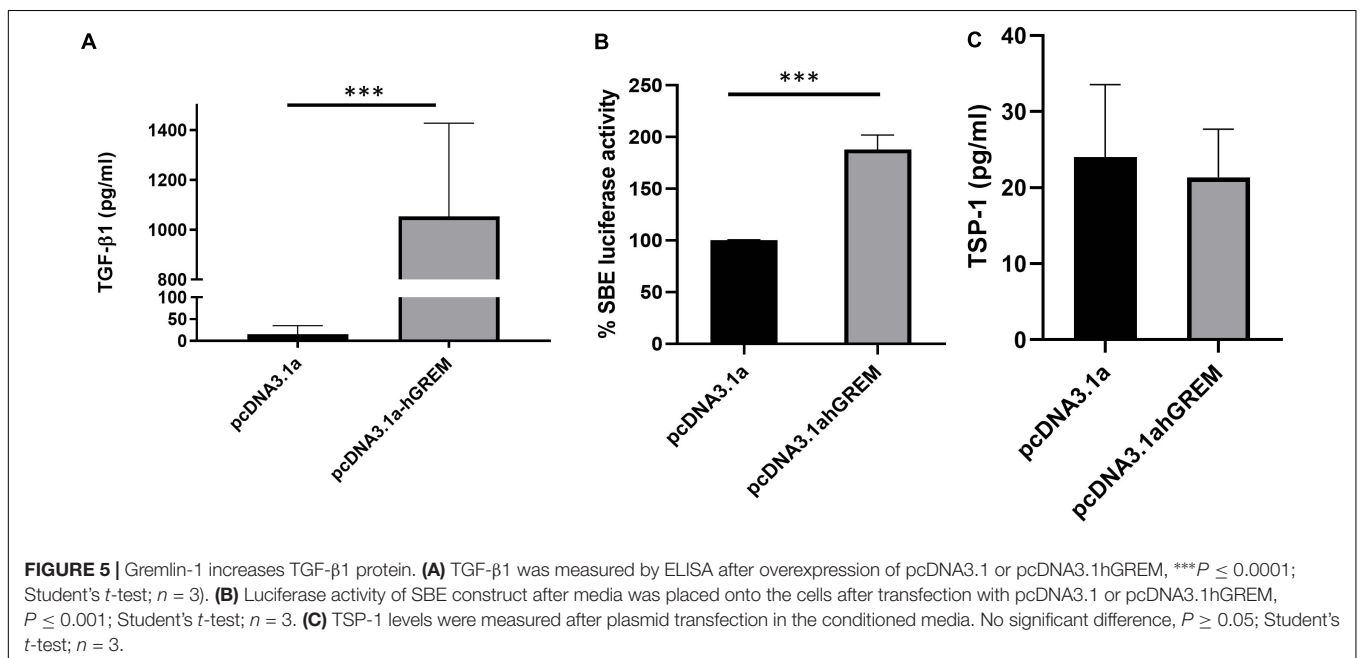 A
***
1400
1200
1000
800
100
50
0
TGF-β1 (pg/ml)
pcDNA3.1a
pcDNA3.1a-hGREM
B
***
250
200
150
100
50
0
% SBE luciferase activity
pcDNA3.1a
pcDNA3.1ahGREM
C
40
30
20
10
0
TSP-1 (pg/ml)
pcDNA3.1a
pcDNA3.1ahGREM
FIGURE 5 | Gremlin-1 increases TGF-β1 protein. (A) TGF-β1 was measured by ELISA after overexpression of pcDNA3.1 or pcDNA3.1hGREM, ***P ≤ 0.0001;
Student's t-test; n = 3). (B) Luciferase activity of SBE construct after media was placed onto the cells after transfection with pcDNA3.1 or pcDNA3.1hGREM,
P ≤ 0.001; Student's t-test; n = 3. (C) TSP-1 levels were measured after plasmid transfection in the conditioned media. No significant difference, P ≥ 0.05; Student's
t-test; n = 3.